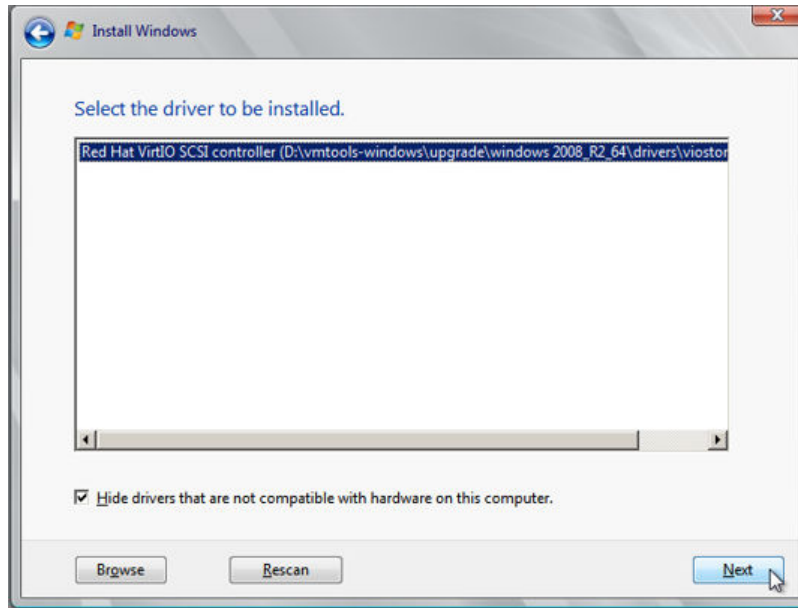 Install Windows
Select the driver to be installed.
Red Hat VirtIO SCSI controller (D:\vmtools-windows\upgrade\windows 2008_R2_64\drivers\viostor
Hide drivers that are not compatible with hardware on this computer.
Browse Rescan Next